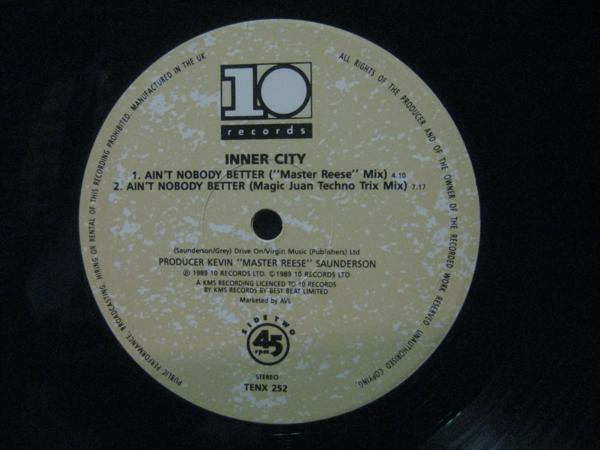 10
records
INNER CITY
1. AIN'T NOBODY BETTER ("Master Reese" Mix) 4.10
2. AIN'T NOBODY BETTER (Magic Juan Techno Trix Mix) 7.17
(Saunderson/Grey) Drive On/Virgin Music (Publishers) Ltd
PRODUCER KEVIN "MASTER REESE" SAUNDERSON
℗ 1989 10 RECORDS LTD. ©1989 10 RECORDS LTD
A KMS RECORDING LICENCED TO 10 RECORDS
BY KMS RECORDS BY BEST BEAT LIMITED
Marketed by AVL
SIDE TWO
45
rpm
STEREO
TENX 252
ALL RIGHTS OF THE PRODUCER AND OF THE OWNER OF THE RECORDED WORK RESERVED. UNAUTHORISED COPYING,
PUBLIC PERFORMANCE, BROADCASTING, HIRING OR RENTAL OF THIS RECORDING PROHIBITED. MANUFACTURED IN THE UK